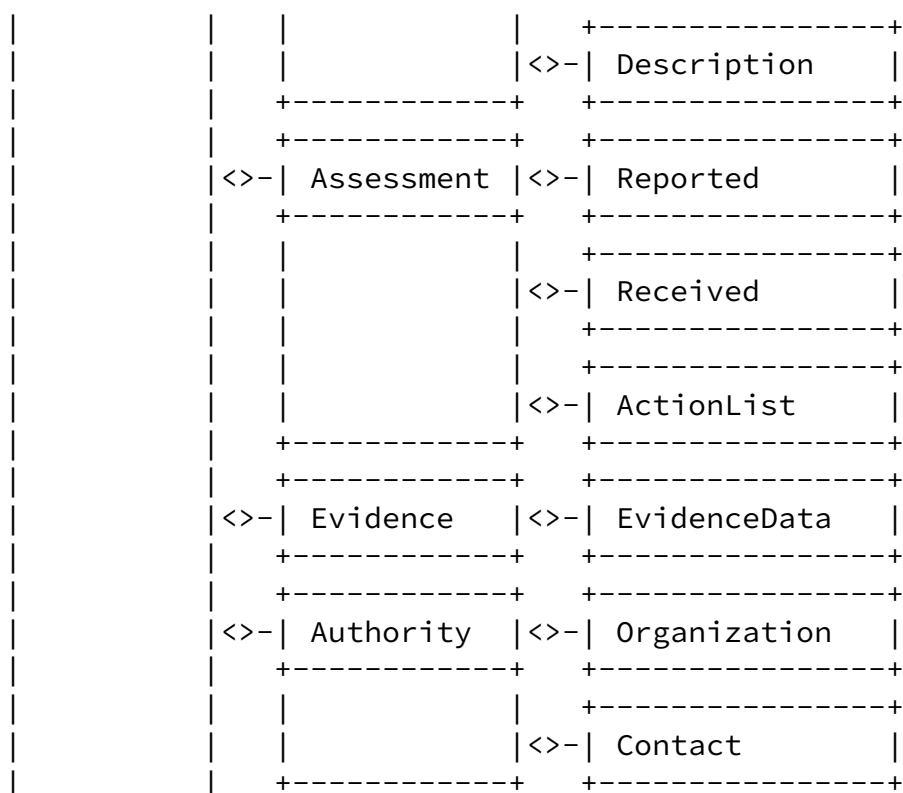 |           |   |            |   +----------------+
|           |   |            |<>-| Description    |
|           |   +------------+   +----------------+
|           |   +------------+   +----------------+
|           |<>-| Assessment |<>-| Reported       |
|           |   +------------+   +----------------+
|           |   |            |   +----------------+
|           |   |            |<>-| Received       |
|           |   |            |   +----------------+
|           |   |            |   +----------------+
|           |   |            |<>-| ActionList     |
|           |   +------------+   +----------------+
|           |   +------------+   +----------------+
|           |<>-| Evidence   |<>-| EvidenceData   |
|           |   +------------+   +----------------+
|           |   +------------+   +----------------+
|           |<>-| Authority  |<>-| Organization   |
|           |   +------------+   +----------------+
|           |   |            |   +----------------+
|           |   |            |<>-| Contact        |
|           |   +------------+   +----------------+